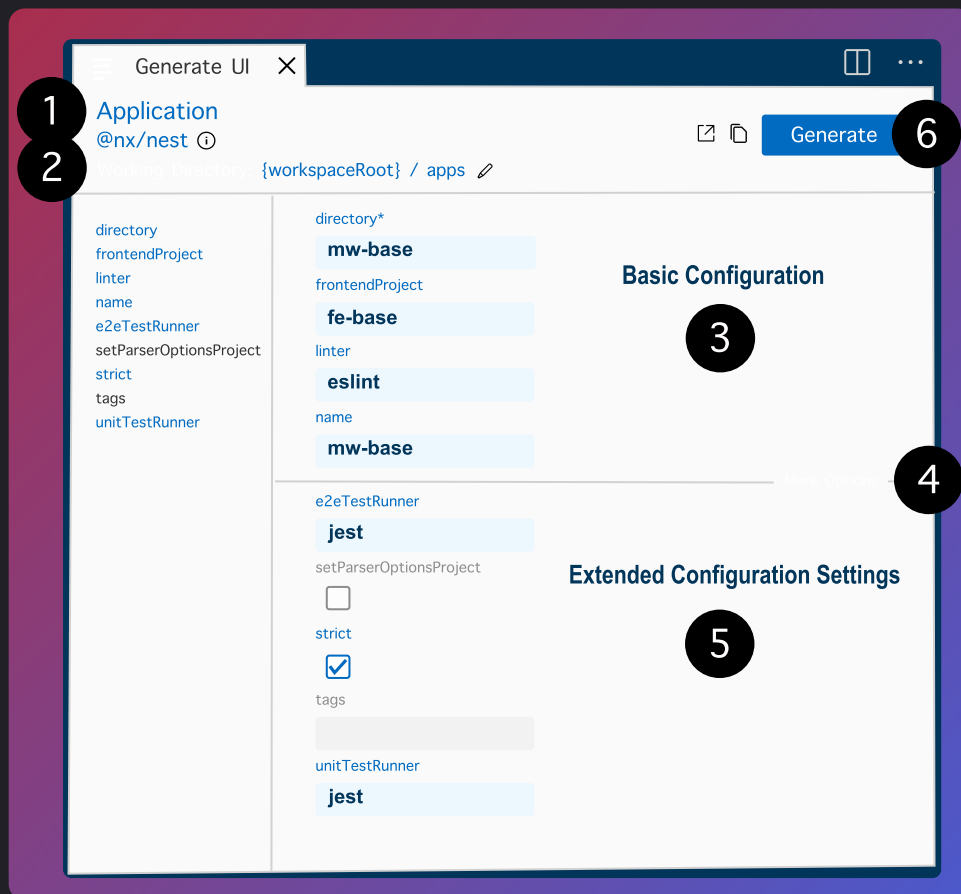 Generate UI
1
Application
@nx/nest
Generate
6
2
Working Directory: {workspaceRoot} / apps
directory
frontendProject
linter
name
e2eTestRunner
setParserOptionsProject
strict
tags
unitTestRunner
directory*
mw-base
frontendProject
fe-base
linter
eslint
name
mw-base
Basic Configuration
3
4
e2eTestRunner
jest
setParserOptionsProject
strict
tags
unitTestRunner
jest
Extended Configuration Settings
5